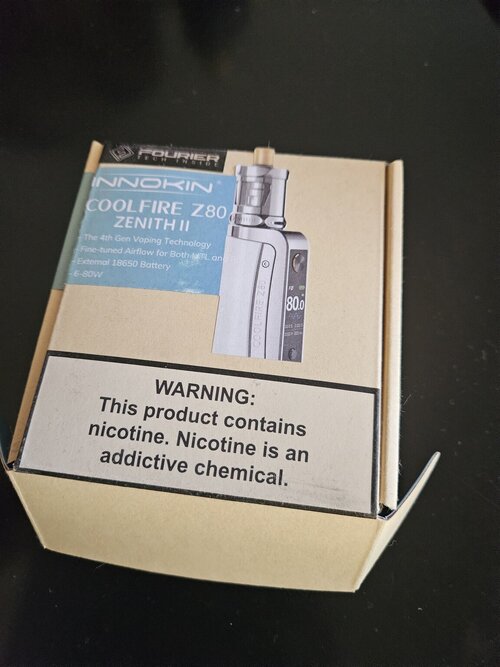 FOURIER
TECH INSIDE
INNOKIN
COOLFIRE Z80
ZENITH II
- The 4th Gen Vaping Technology
- Fine-tuned Airflow for Both MTL and
- External 18650 Battery
- 6-80W
COOLFIRE Z80
80.0
WARNING:
This product contains
nicotine. Nicotine is an
addictive chemical.